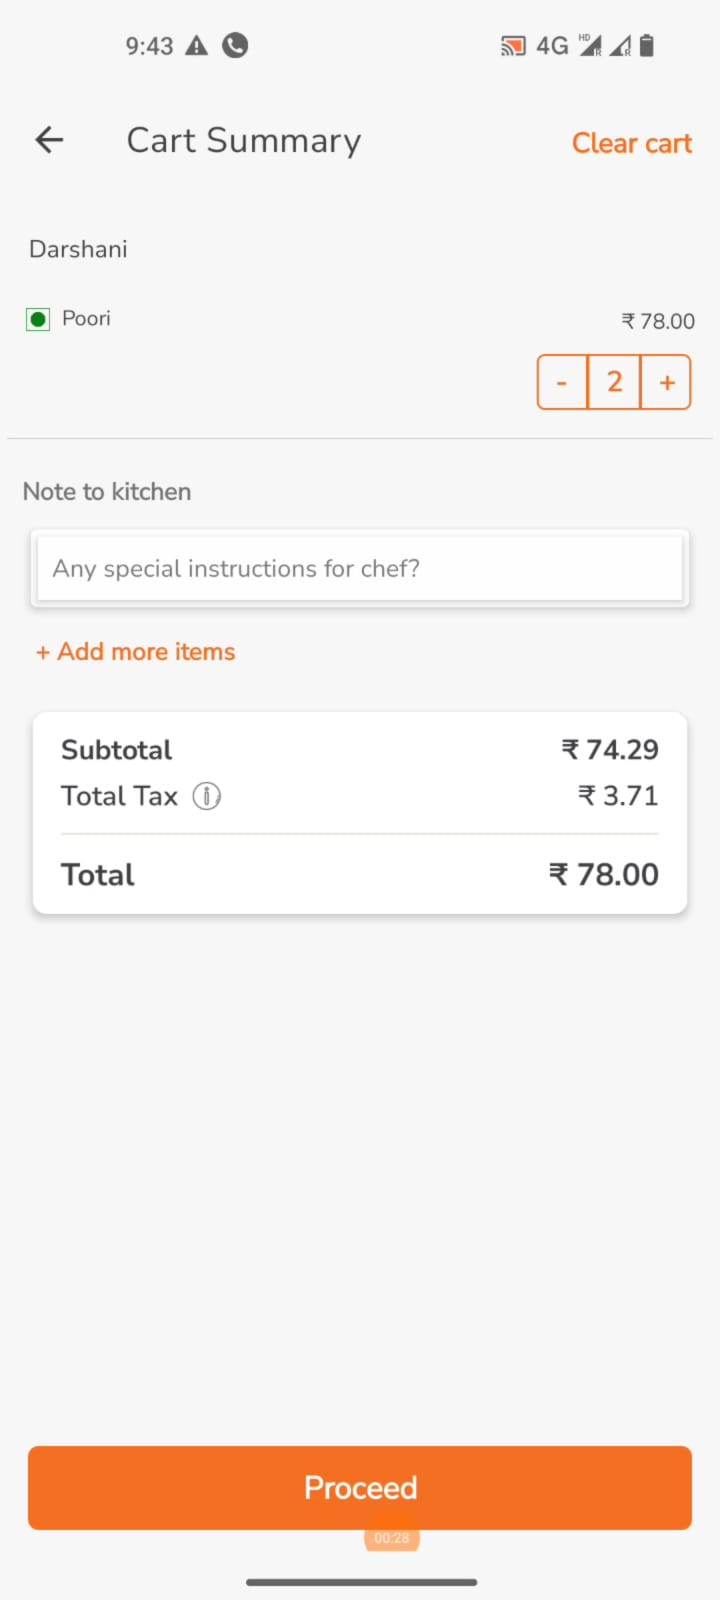 9:43 4G HD R R
Cart Summary Clear cart
Darshani
Poori ₹ 78.00
- 2 +
Note to kitchen
Any special instructions for chef?
+ Add more items
Subtotal ₹ 74.29
Total Tax i ₹ 3.71
Total ₹ 78.00
Proceed
00:28